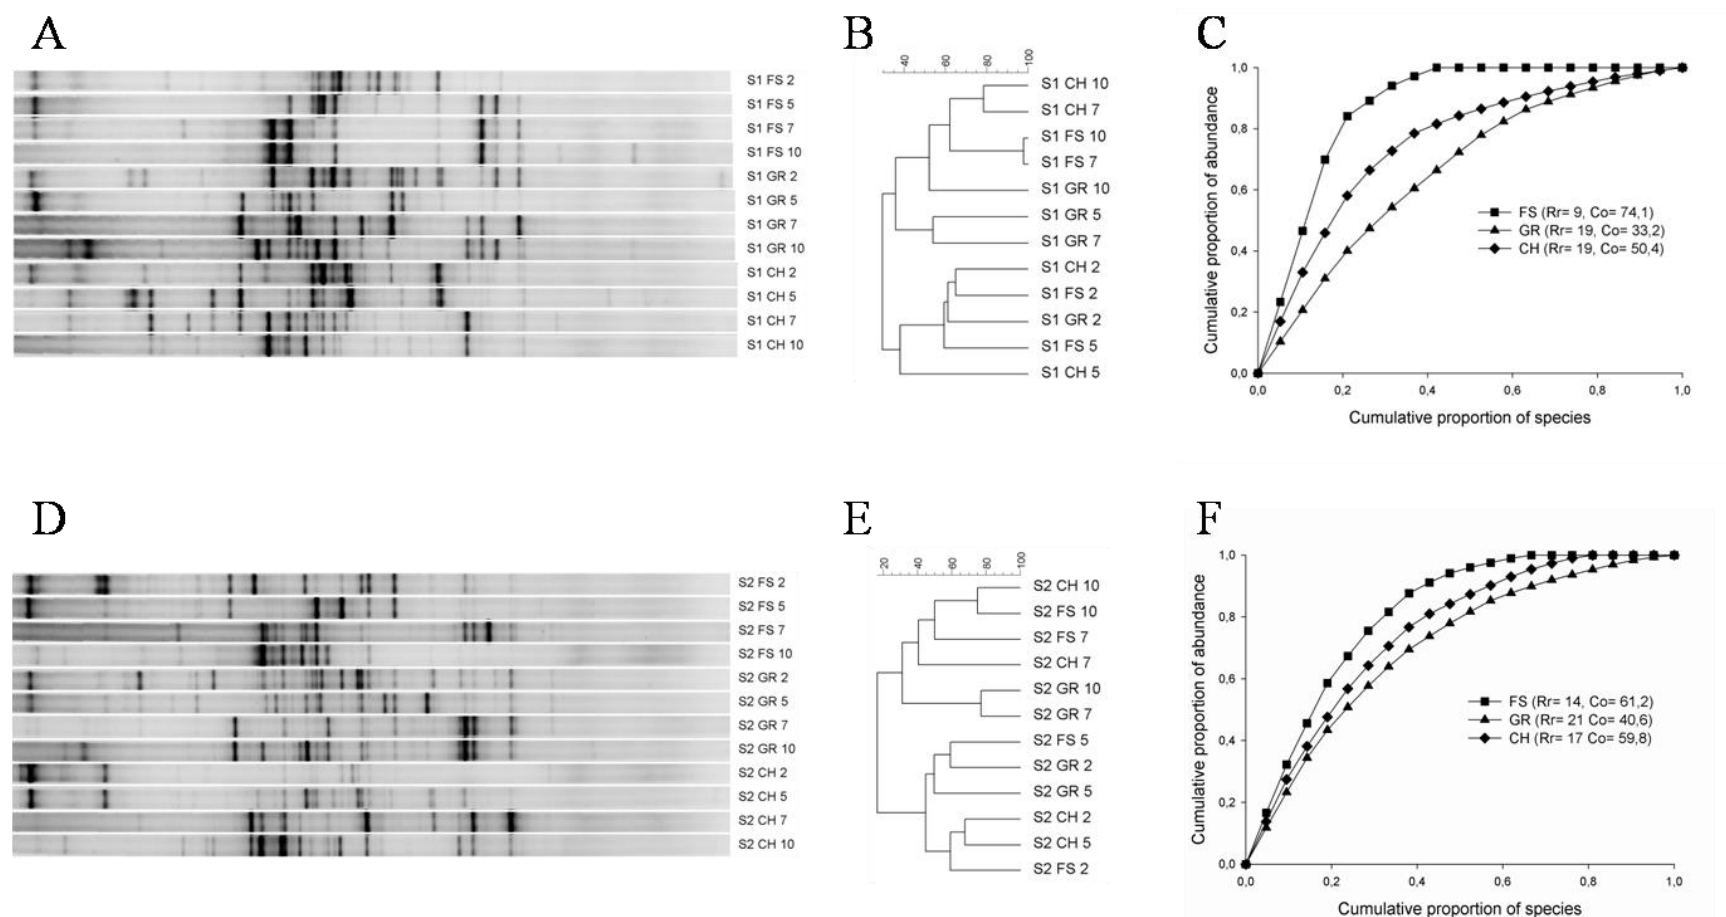 A
S1 FS 2
S1 FS 5
S1 FS 7
S1 FS 10
S1 GR 2
S1 GR 5
S1 GR 7
S1 GR 10
S1 CH 2
S1 CH 5
S1 CH 7
S1 CH 10
B
40 60 80 100
S1 CH 10
S1 CH 7
S1 FS 10
S1 FS 7
S1 GR 10
S1 GR 5
S1 GR 7
S1 CH 2
S1 FS 2
S1 GR 2
S1 FS 5
S1 CH 5
C
Cumulative proportion of abundance
1,0
0,8
0,6
0,4
0,2
0,0
FS (Rr= 9, Co= 74,1)
GR (Rr= 19, Co= 33,2)
CH (Rr= 19, Co= 50,4)
0,0 0,2 0,4 0,6 0,8 1,0
Cumulative proportion of species
D
S2 FS 2
S2 FS 5
S2 FS 7
S2 FS 10
S2 GR 2
S2 GR 5
S2 GR 7
S2 GR 10
S2 CH 2
S2 CH 5
S2 CH 7
S2 CH 10
E
20 40 60 80 100
S2 CH 10
S2 FS 10
S2 FS 7
S2 CH 7
S2 GR 10
S2 GR 7
S2 FS 5
S2 GR 2
S2 GR 5
S2 CH 2
S2 CH 5
S2 FS 2
F
Cumulative proportion of abundance
1,0
0,8
0,6
0,4
0,2
0,0
FS (Rr= 14, Co= 61,2)
GR (Rr= 21 Co= 40,6)
CH (Rr= 17 Co= 59,8)
0,0 0,2 0,4 0,6 0,8 1,0
Cumulative proportion of species